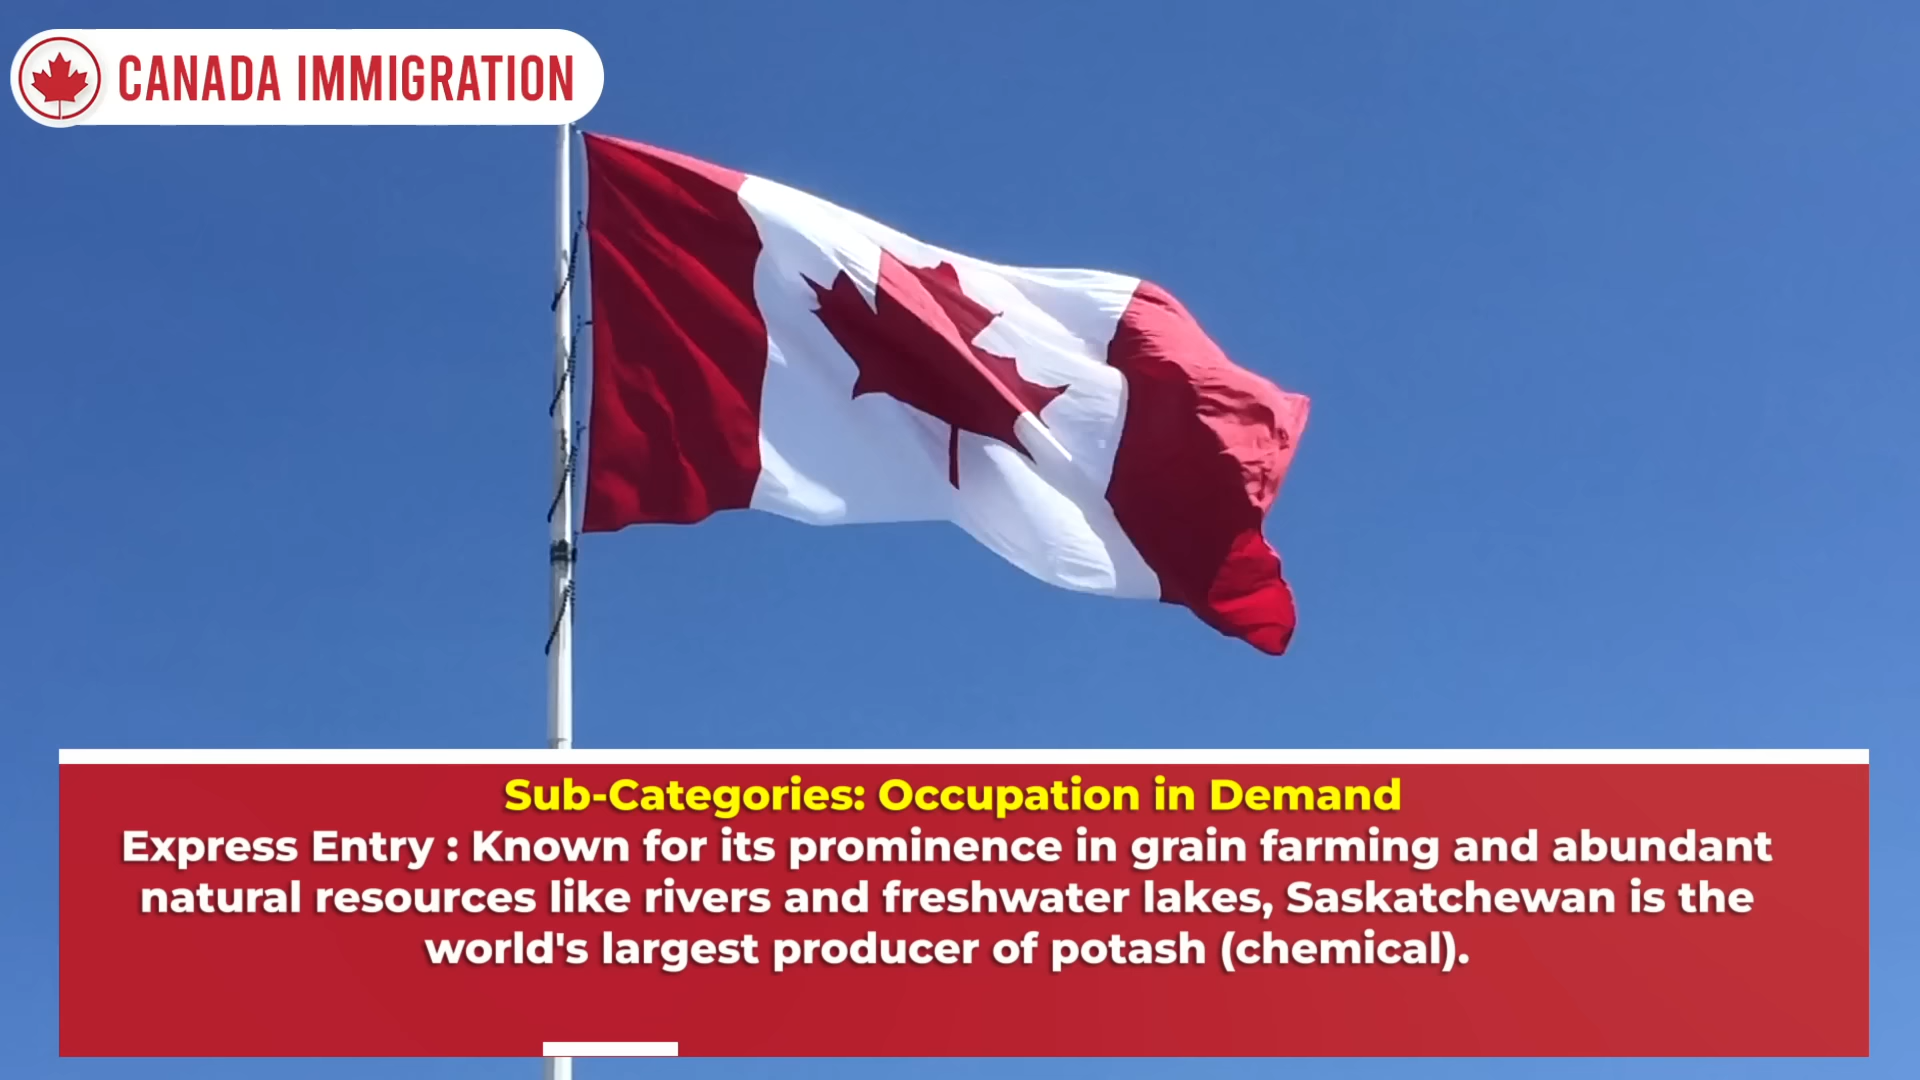 CANADA IMMIGRATION
Sub-Categories: Occupation in Demand
Express Entry : Known for its prominence in grain farming and abundant
natural resources like rivers and freshwater lakes, Saskatchewan is the
world's largest producer of potash (chemical).